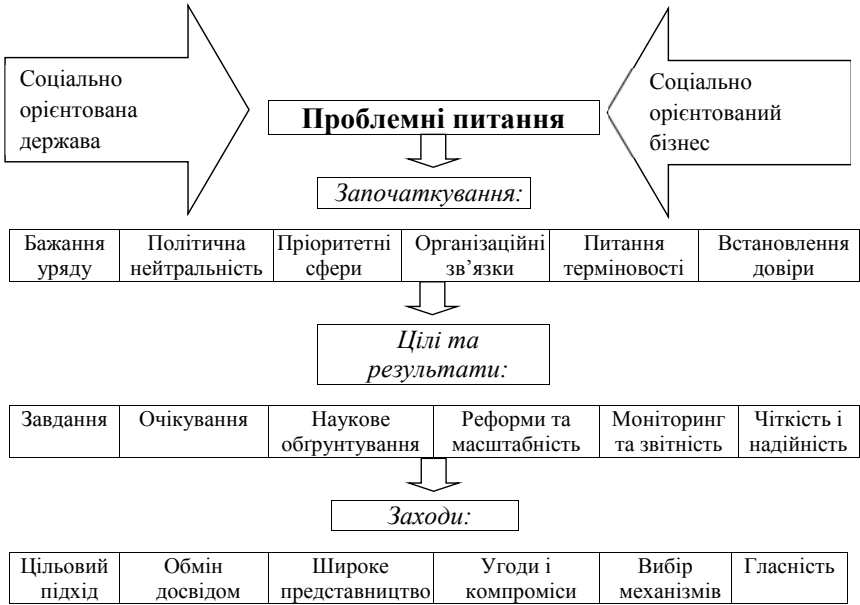 Соціально
орієнтована
держава
Проблемні питання
Соціально
орієнтований
бізнес
Започаткування:
Бажання
уряду
Політична
нейтральність
Пріоритетні
сфери
Організаційні
зв’язки
Питання
терміновості
Встановлення
довіри
Цілі та
результати:
Завдання
Очікування
Наукове
обґрунтування
Реформи та
масштабність
Моніторинг
та звітність
Чіткість і
надійність
Заходи:
Цільовий
підхід
Обмін
досвідом
Широке
представництво
Угоди і
компроміси
Вибір
механізмів
Гласність